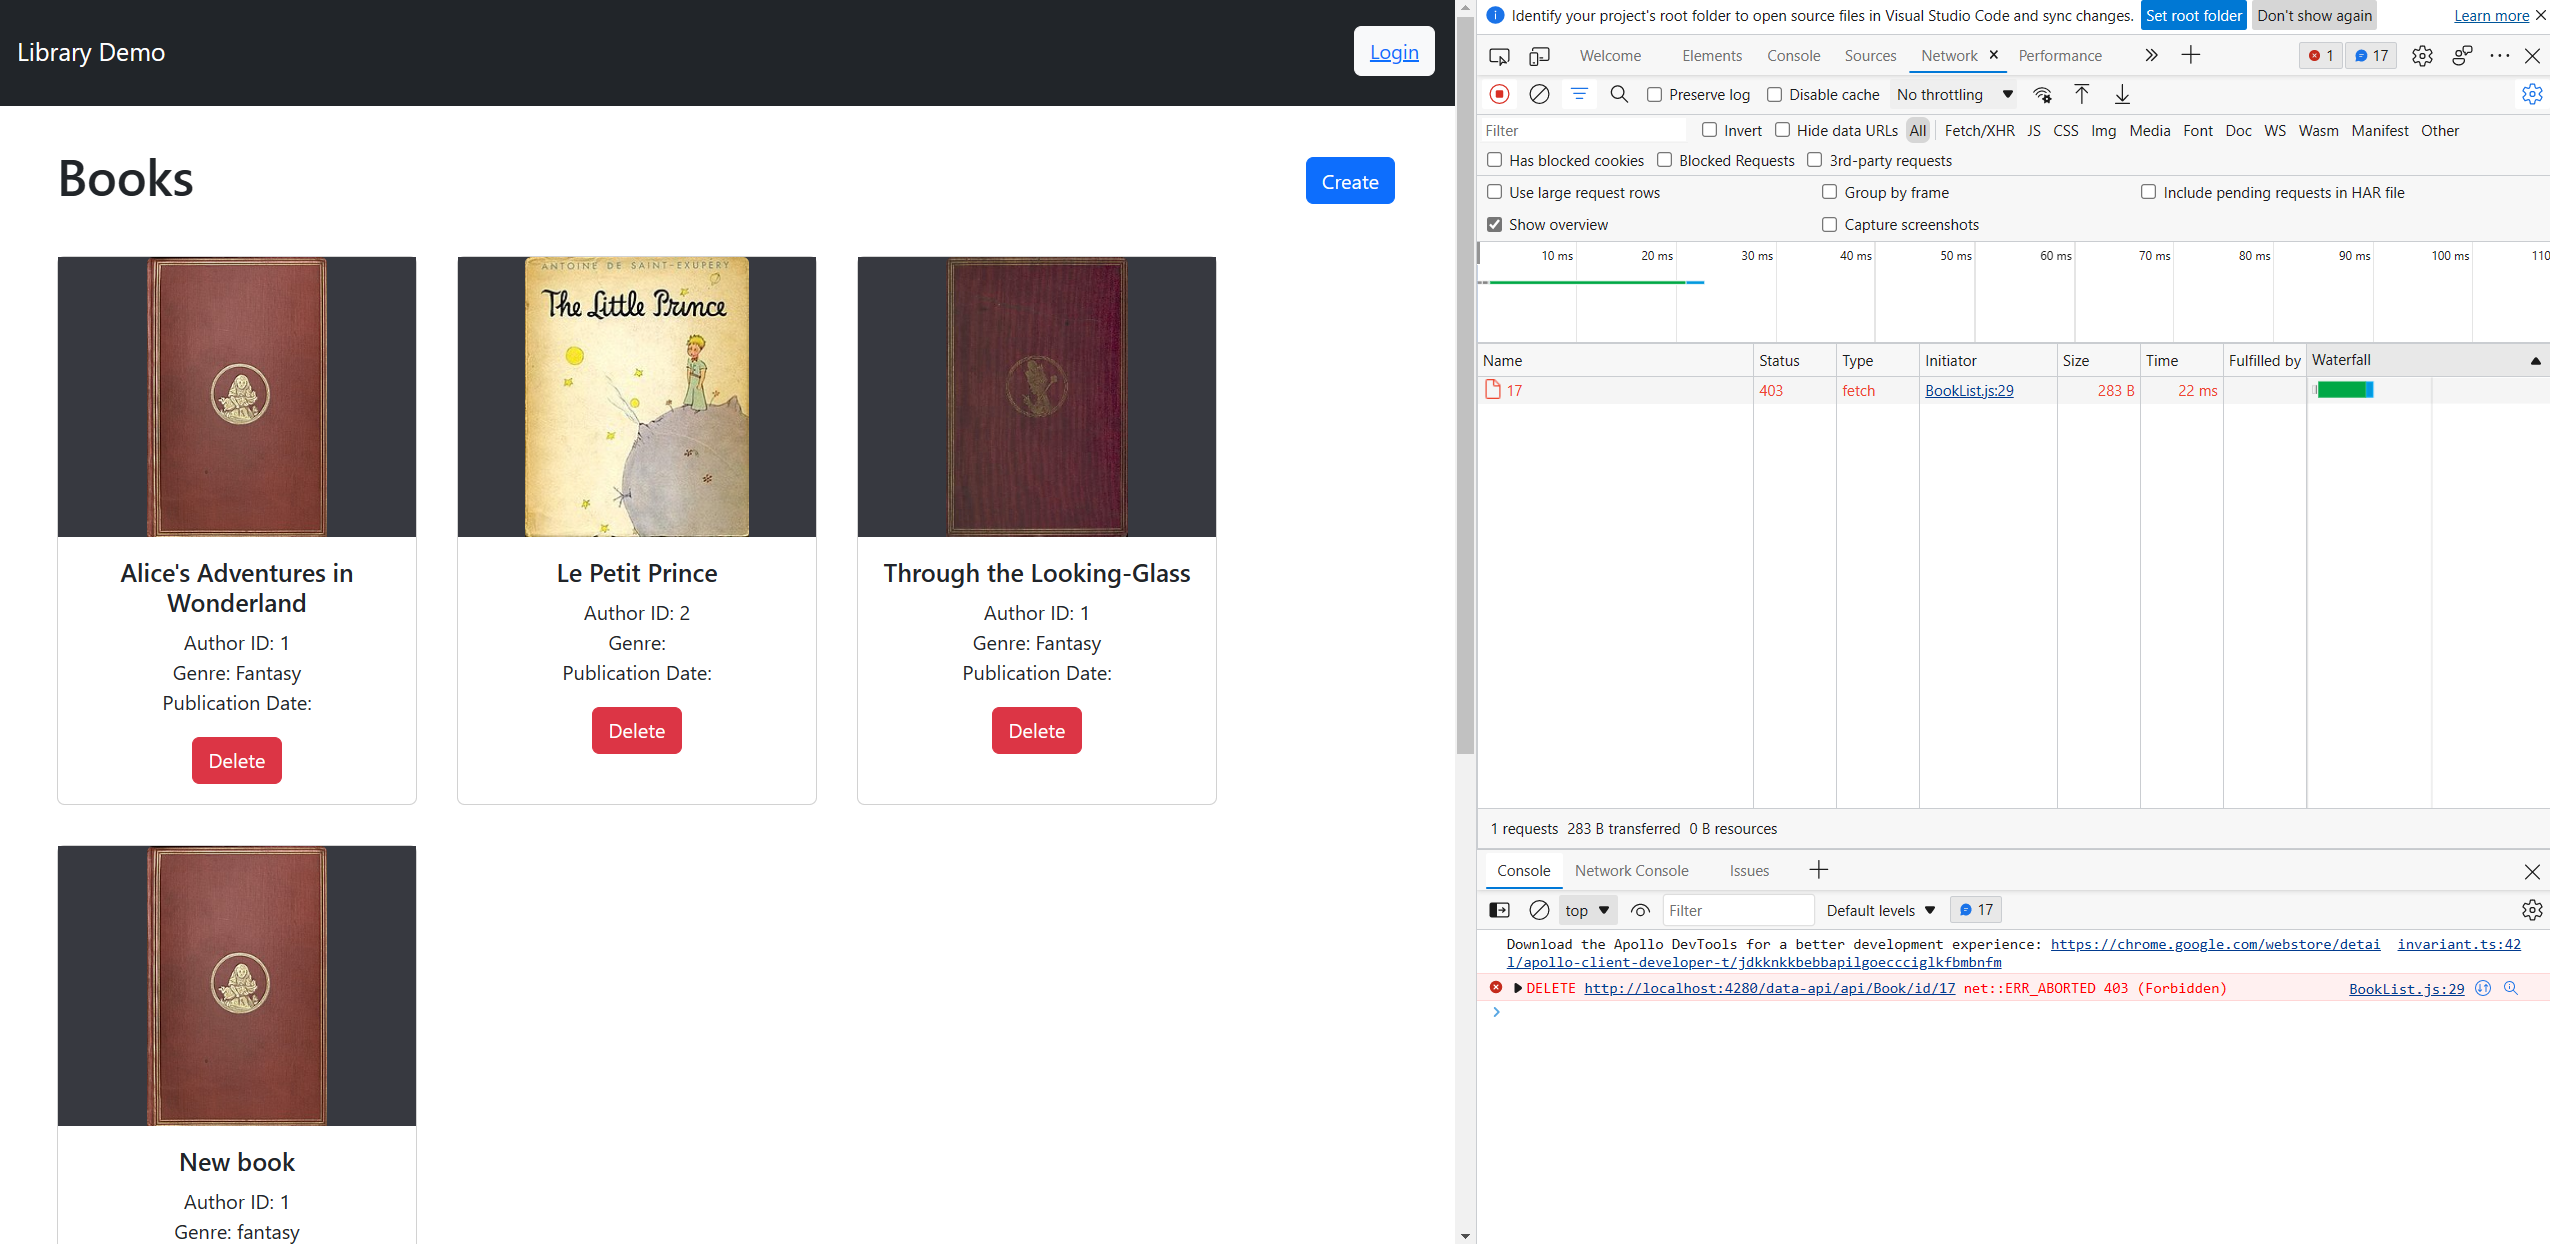 Library Demo
Login
Books
Create
ANTOINE DE SAINT-EXUPERY
The Little Prince
Alice's Adventures in
Wonderland
Author ID: 1
Genre: Fantasy
Publication Date:
Delete
Le Petit Prince
Author ID: 2
Genre:
Publication Date:
Delete
Through the Looking-Glass
Author ID: 1
Genre: Fantasy
Publication Date:
Delete
New book
Author ID: 1
Genre: fantasy
Identify your project's root folder to open source files in Visual Studio Code and sync changes. Set root folder Don't show again Learn more
Welcome Elements Console Sources Network Performance 1 17
Preserve log Disable cache No throttling
Filter Invert Hide data URLs All Fetch/XHR JS CSS Img Media Font Doc WS Wasm Manifest Other
Has blocked cookies Blocked Requests 3rd-party requests
Use large request rows Group by frame Include pending requests in HAR file
Show overview Capture screenshots
10 ms 20 ms 30 ms 40 ms 50 ms 60 ms 70 ms 80 ms 90 ms 100 ms 110
Name Status Type Initiator Size Time Fulfilled by Waterfall
17 403 fetch BookList.js:29 283 B 22 ms
1 requests 283 B transferred 0 B resources
Console Network Console Issues
top Filter Default levels 17
Download the Apollo DevTools for a better development experience: https://chrome.google.com/webstore/detai invariant.ts:42
l/apollo-client-developer-t/jdkknkkbebbapilgoeccciglkfbmbnfm
DELETE http://localhost:4280/data-api/api/Book/id/17 net::ERR_ABORTED 403 (Forbidden) BookList.js:29